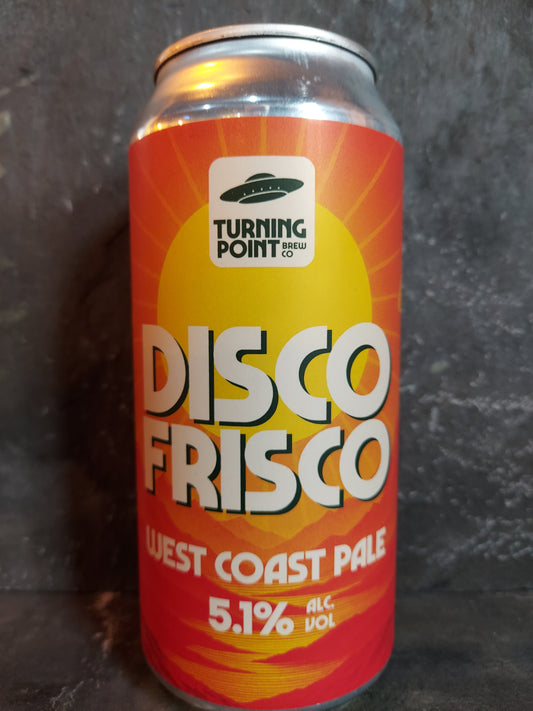 TURNING
POINT BREW CO
DISCO
FRISCO
WEST COAST PALE
5.1% ALC. VOL